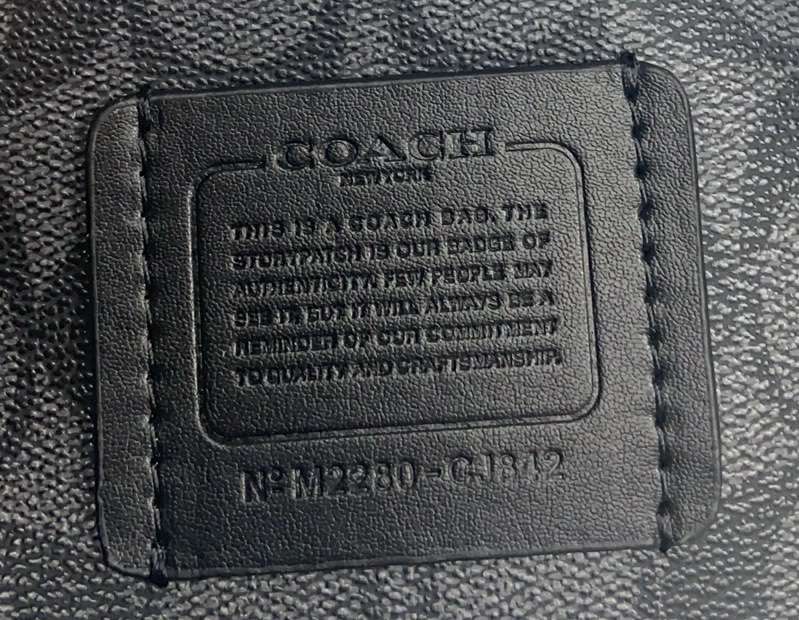 COACH
NEW YORK
THIS IS A COACH BAG. THE
STORYPATCH IS OUR BADGE OF
AUTHENTICITY. FEW PEOPLE MAY
SEE IT BUT IT WILL ALWAYS BE A
REMINDER OF OUR COMMITMENT
TO QUALITY AND CRAFTSMANSHIP.
Nº M2280-CJ842